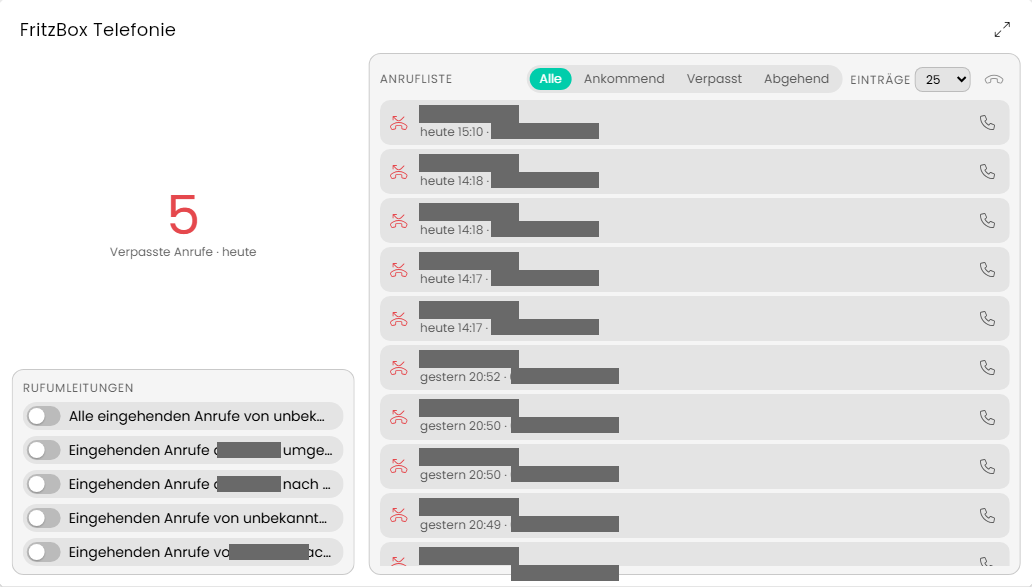 FritzBox Telefonie
5
Verpasste Anrufe · heute
RUFUMLEITUNGEN
Alle eingehenden Anrufe von unbek...
Eingehenden Anrufe umge...
Eingehenden Anrufe nach ...
Eingehenden Anrufe von unbekannt...
Eingehenden Anrufe
ANRUFLISTE
Alle Ankommend Verpasst Abgehend EINTRÄGE 25
heute 15:10 ·
heute 14:18 ·
heute 14:18 ·
heute 14:17 ·
heute 14:17 ·
gestern 20:52 ·
gestern 20:50 ·
gestern 20:50 ·
gestern 20:49 ·